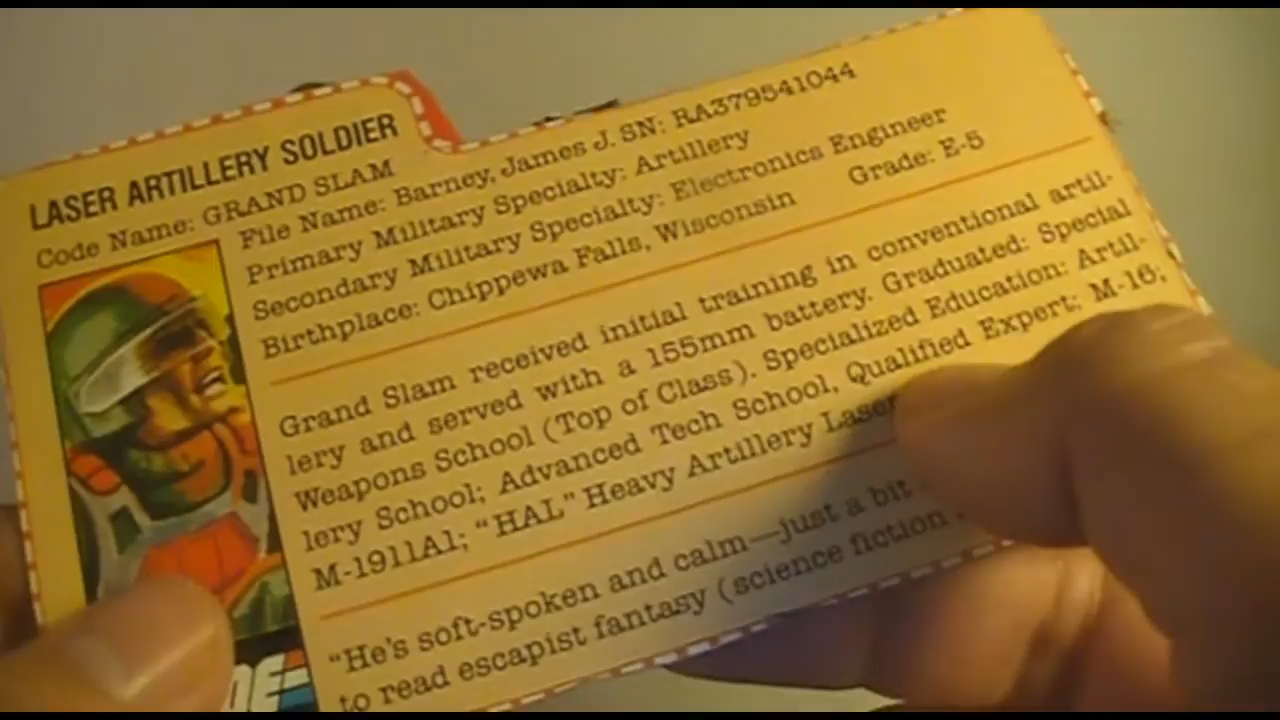 LASER ARTILLERY SOLDIER
Code Name: GRAND SLAM
File Name: Barney, James J. SN: RA379541044
Primary Military Specialty: Artillery
Secondary Military Specialty: Electronics Engineer
Birthplace: Chippewa Falls, Wisconsin Grade: E-5
Grand Slam received initial training in conventional artil-
lery and served with a 155mm battery. Graduated: Special
Weapons School (Top of Class). Specialized Education: Artil-
lery School; Advanced Tech School, Qualified Expert; M-16;
M-1911A1; "HAL" Heavy Artillery Laser
"He's soft-spoken and calm—just a bit
to read escapist fantasy (science fiction